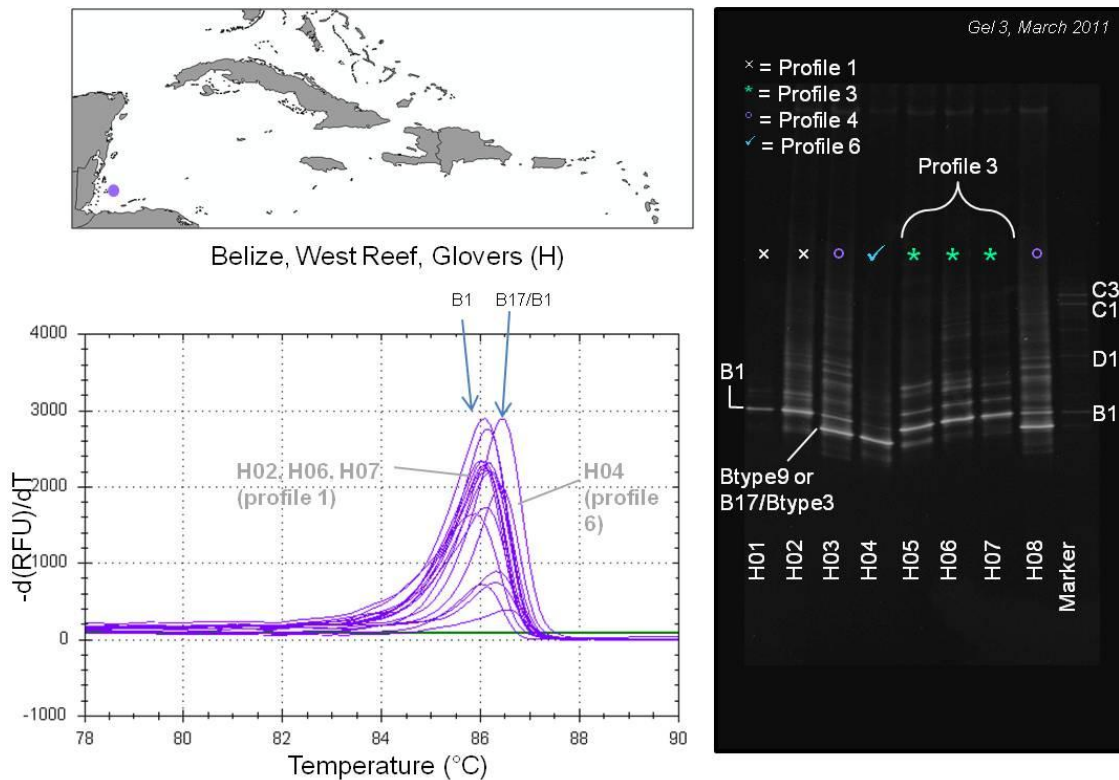 Belize, West Reef, Glovers (H)
B1
B17/B1
4000
3000
2000
1000
0
-1000
-d(RFU)/dT
H02, H06. H07
(profile 1)
H04
(profile
6)
78
80
82
84
86
88
90
Temperature (°C)
Gel 3, March 2011
× = Profile 1
* = Profile 3
o = Profile 4
✓ = Profile 6
Profile 3
× × o ✓ * * * o
C3
C1
D1
B1
B1
Btype9 or
B17/Btype3
H01
H02
H03
H04
H05
H06
H07
H08
Marker